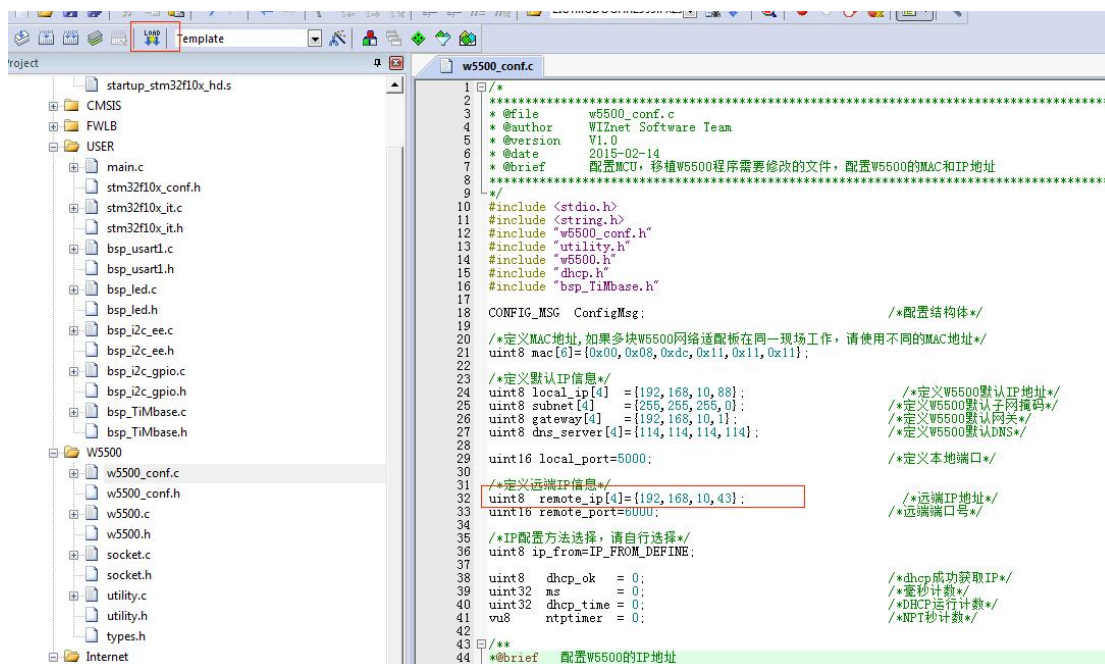 LOAD
Template
Project
w5500_conf.c
startup_stm32f10x_hd.s
CMSIS
FWLB
USER
main.c
stm32f10x_conf.h
stm32f10x_it.c
stm32f10x_it.h
bsp_usart1.c
bsp_usart1.h
bsp_led.c
bsp_led.h
bsp_i2c_ee.c
bsp_i2c_ee.h
bsp_i2c_gpio.c
bsp_i2c_gpio.h
bsp_TiMbase.c
bsp_TiMbase.h
W5500
w5500_conf.c
w5500_conf.h
w5500.c
w5500.h
socket.c
socket.h
utility.c
utility.h
types.h
Internet
1 /*
2 **************************************************************************************
3 * @file w5500_conf.c
4 * @author WIZnet Software Team
5 * @version V1.0
6 * @date 2015-02-14
7 * @brief 配置MCU，移植W5500程序需要修改的文件，配置W5500的MAC和IP地址
8 **************************************************************************************
9 */
10 #include <stdio.h>
11 #include <string.h>
12 #include "w5500_conf.h"
13 #include "utility.h"
14 #include "w5500.h"
15 #include "dhcp.h"
16 #include "bsp_TiMbase.h"
17
18 CONFIG_MSG ConfigMsg; /*配置结构体*/
19
20 /*定义MAC地址,如果多块W5500网络适配板在同一现场工作，请使用不同的MAC地址*/
21 uint8 mac[6]={0x00,0x08,0xdc,0x11,0x11,0x11};
22
23 /*定义默认IP信息*/
24 uint8 local_ip[4] ={192,168,10,88}; /*定义W5500默认IP地址*/
25 uint8 subnet[4] ={255,255,255,0}; /*定义W5500默认子网掩码*/
26 uint8 gateway[4] ={192,168,10,1}; /*定义W5500默认网关*/
27 uint8 dns_server[4]={114,114,114,114}; /*定义W5500默认DNS*/
28
29 uint16 local_port=5000; /*定义本地端口*/
30
31 /*定义远端IP信息*/
32 uint8 remote_ip[4]={192,168,10,43}; /*远端IP地址*/
33 uint16 remote_port=6000; /*远端端口号*/
34
35 /*IP配置方法选择，请自行选择*/
36 uint8 ip_from=IP_FROM_DEFINE;
37
38 uint8 dhcp_ok = 0; /*dhcp成功获取IP*/
39 uint32 ms = 0; /*毫秒计数*/
40 uint32 dhcp_time = 0; /*DHCP运行计数*/
41 vu8 ntptimer = 0; /*NPT秒计数*/
42
43 /**
44 *@brief 配置W5500的IP地址